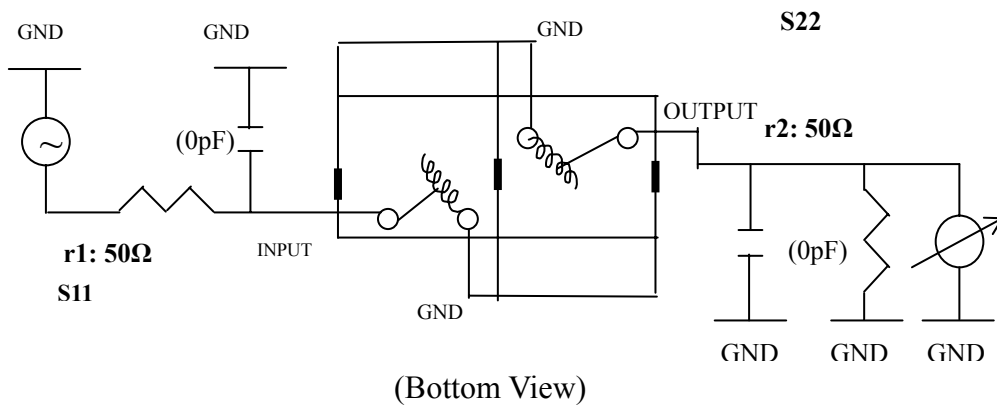 S22
GND
GND
GND
(0pF)
OUTPUT
r2: 50Ω
r1: 50Ω
INPUT
S11
(0pF)
GND
GND
GND
GND
(Bottom View)